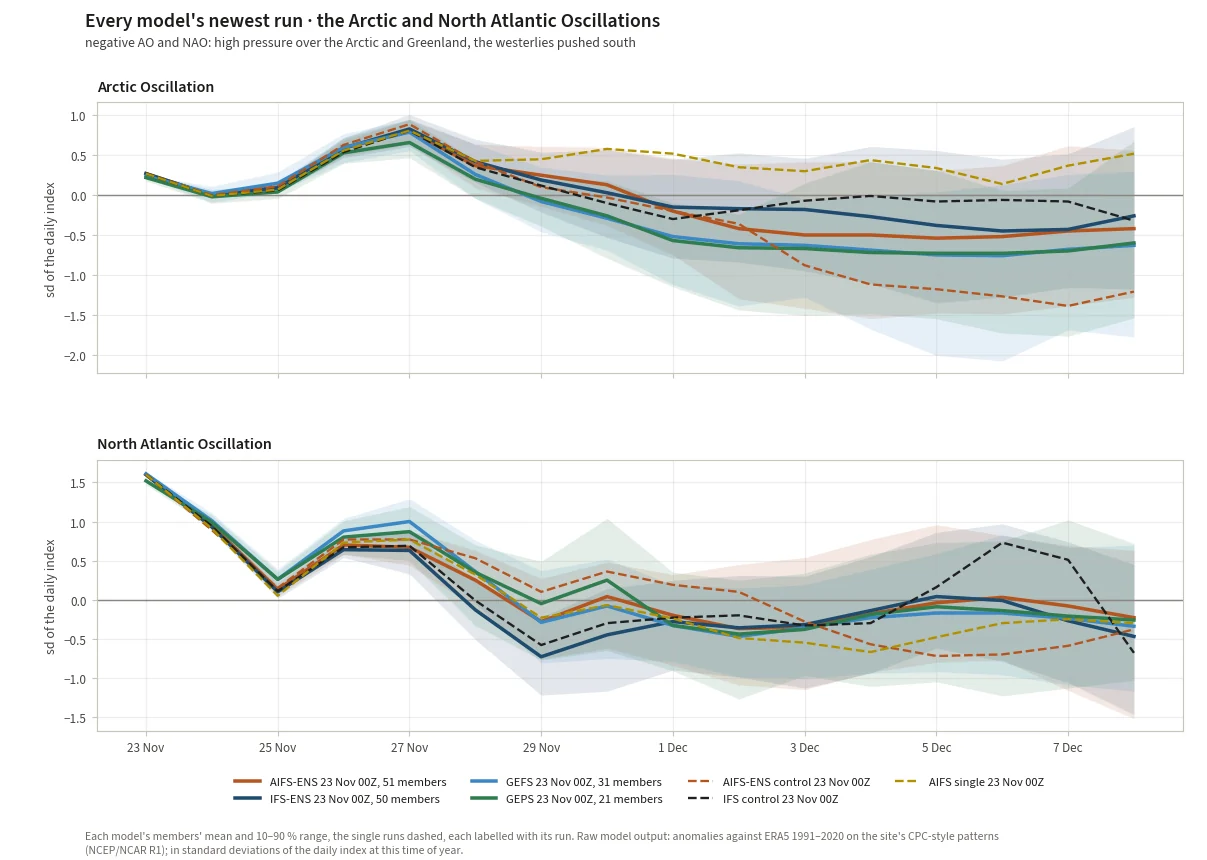 Every model's newest run · the Arctic and North Atlantic Oscillations
negative AO and NAO: high pressure over the Arctic and Greenland, the westerlies pushed south
Arctic Oscillation
sd of the daily index
1.0
0.5
0.0
−0.5
−1.0
−1.5
−2.0
North Atlantic Oscillation
sd of the daily index
1.5
1.0
0.5
0.0
−0.5
−1.0
−1.5
23 Nov 25 Nov 27 Nov 29 Nov 1 Dec 3 Dec 5 Dec 7 Dec
AIFS-ENS 23 Nov 00Z, 51 members GEFS 23 Nov 00Z, 31 members AIFS-ENS control 23 Nov 00Z AIFS single 23 Nov 00Z
IFS-ENS 23 Nov 00Z, 50 members GEPS 23 Nov 00Z, 21 members IFS control 23 Nov 00Z
Each model's members' mean and 10–90 % range, the single runs dashed, each labelled with its run. Raw model output: anomalies against ERA5 1991–2020 on the site's CPC-style patterns
(NCEP/NCAR R1); in standard deviations of the daily index at this time of year.